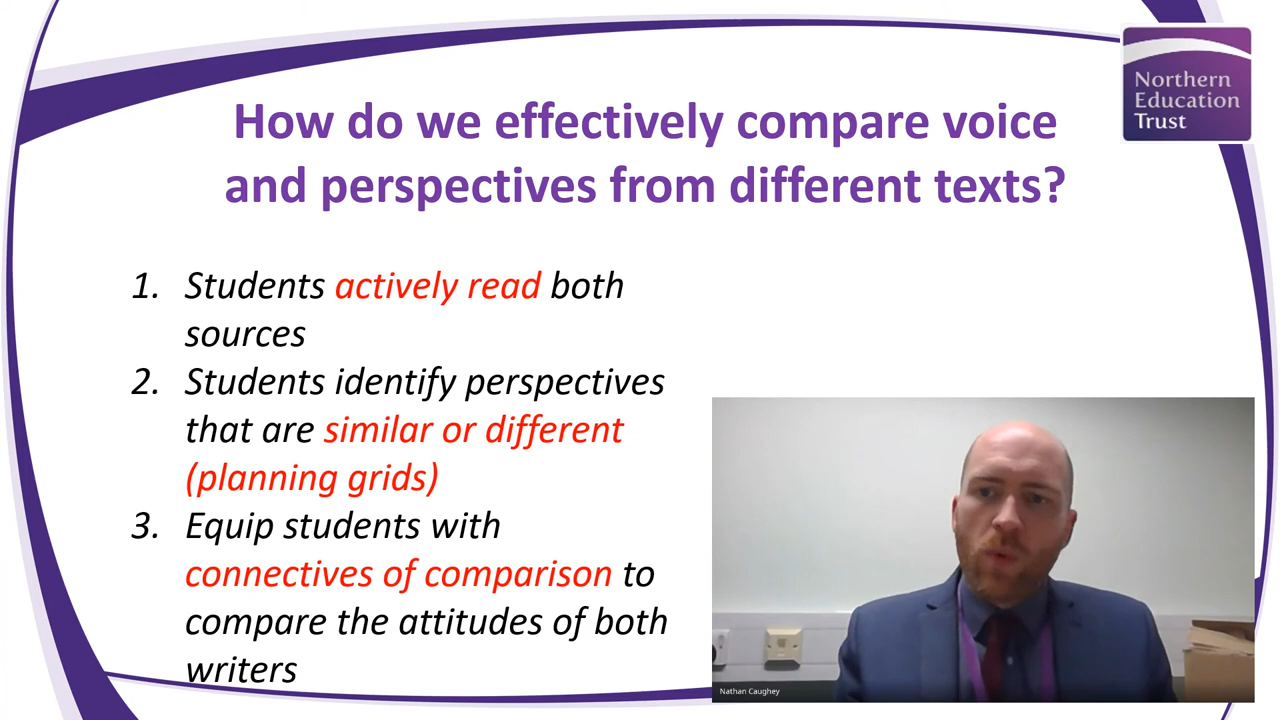 Northern
Education
Trust
How do we effectively compare voice
and perspectives from different texts?
1. Students actively read both
sources
2. Students identify perspectives
that are similar or different
(planning grids)
3. Equip students with
connectives of comparison to
compare the attitudes of both
writers
Nathan Caughey